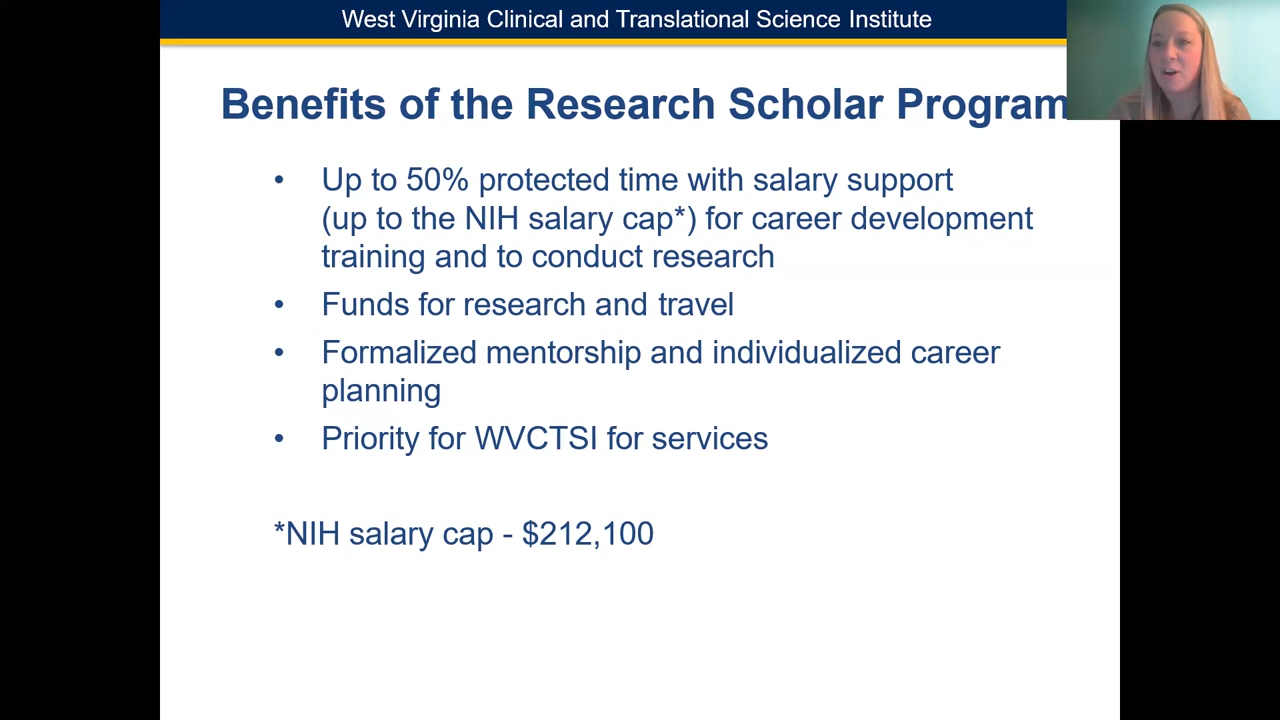 West Virginia Clinical and Translational Science Institute
Benefits of the Research Scholar Program
• Up to 50% protected time with salary support
(up to the NIH salary cap*) for career development
training and to conduct research
• Funds for research and travel
• Formalized mentorship and individualized career
planning
• Priority for WVCTSI for services
*NIH salary cap - $212,100